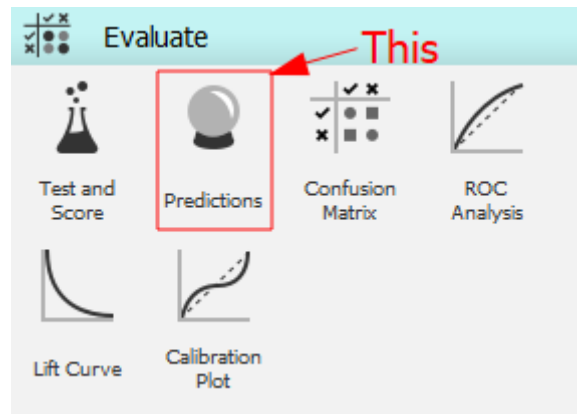 Evaluate
This
Test and
Score
Predictions
Confusion
Matrix
ROC
Analysis
Lift Curve
Calibration
Plot